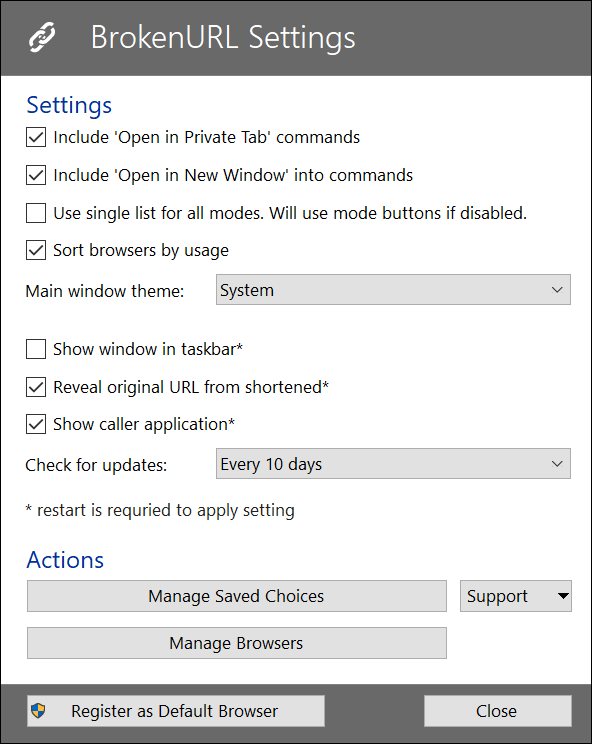 BrokenURL Settings
Settings
Include 'Open in Private Tab' commands
Include 'Open in New Window' into commands
Use single list for all modes. Will use mode buttons if disabled.
Sort browsers by usage
Main window theme: System
Show window in taskbar*
Reveal original URL from shortened*
Show caller application*
Check for updates: Every 10 days
* restart is requried to apply setting
Actions
Manage Saved Choices Support
Manage Browsers
Register as Default Browser Close